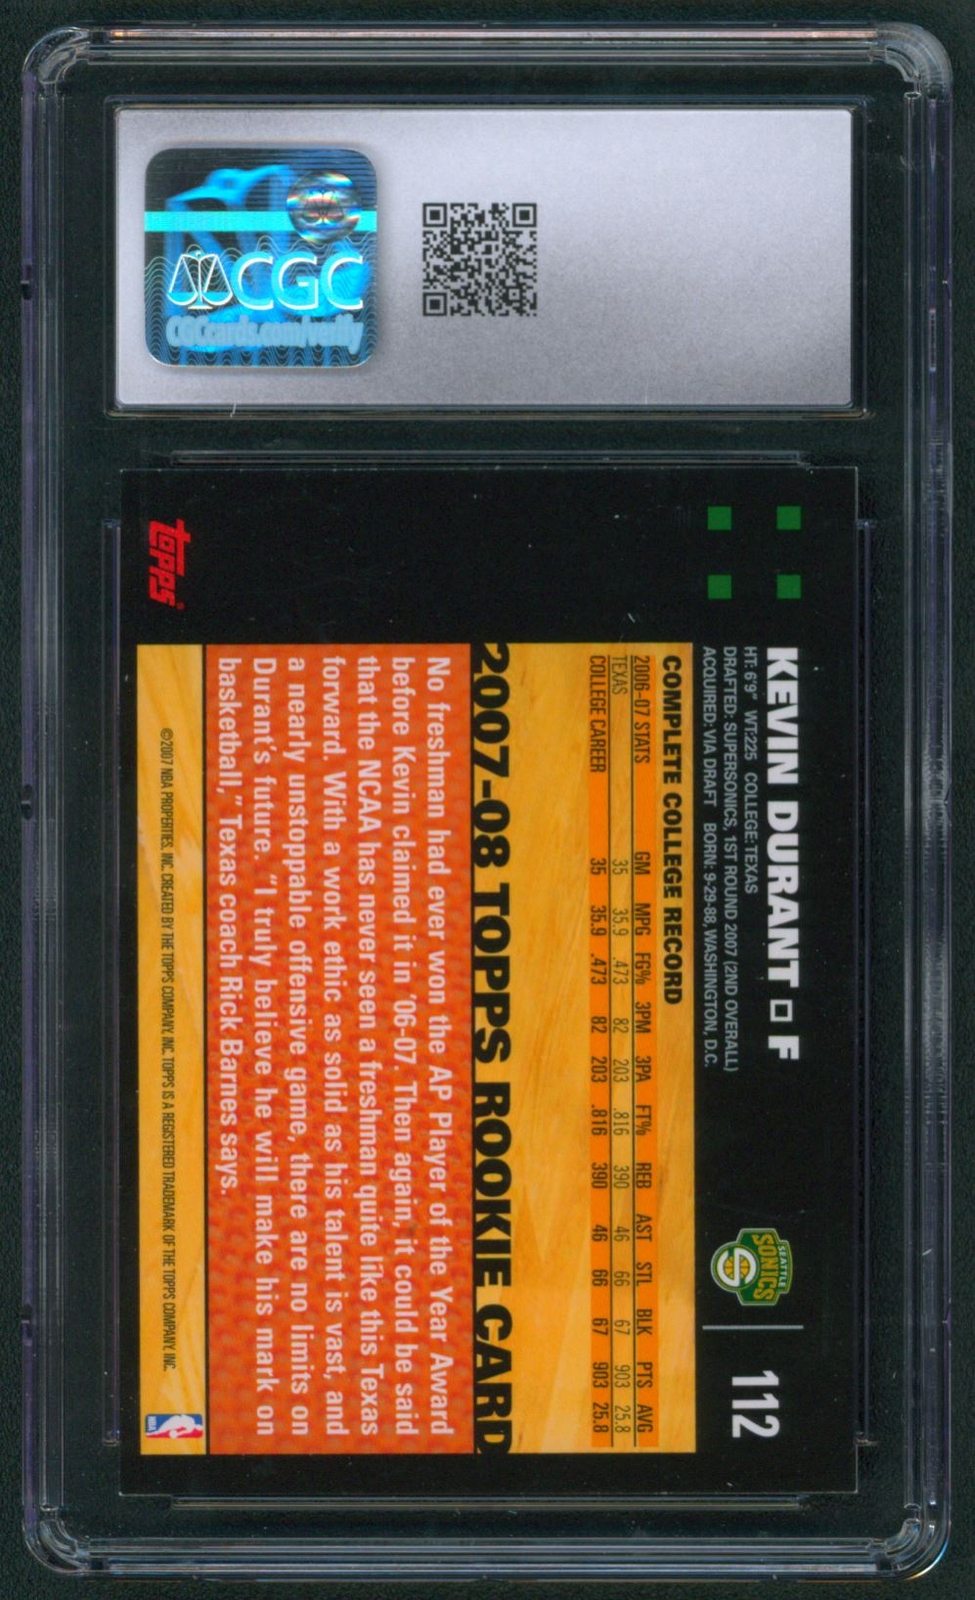 CGC
CGCcards.com/verify
KEVIN DURANT □ F
HT: 6'9" WT:225 COLLEGE: TEXAS
DRAFTED: SUPERSONICS, 1ST ROUND 2007 (2ND OVERALL)
ACQUIRED: VIA DRAFT BORN: 9-29-88, WASHINGTON, D.C.
SEATTLE
SONICS
112
COMPLETE COLLEGE RECORD
2006-07 STATS GM MPG FG% 3PM 3PA FT% REB AST STL BLK PTS AVG
TEXAS 35 35.9 .473 82 203 .816 390 46 66 67 903 25.8
COLLEGE CAREER 35 35.9 .473 82 203 .816 390 46 66 67 903 25.8
2007-08 TOPPS ROOKIE CARD
No freshman had ever won the AP Player of the Year Award
before Kevin claimed it in '06-07. Then again, it could be said
that the NCAA has never seen a freshman quite like this Texas
forward. With a work ethic as solid as his talent is vast, and
a nearly unstoppable offensive game, there are no limits on
Durant's future. "I truly believe he will make his mark on
basketball," Texas coach Rick Barnes says.
©2007 NBA PROPERTIES, INC. CREATED BY THE TOPPS COMPANY, INC. TOPPS IS A REGISTERED TRADEMARK OF THE TOPPS COMPANY, INC.
topps
NBA